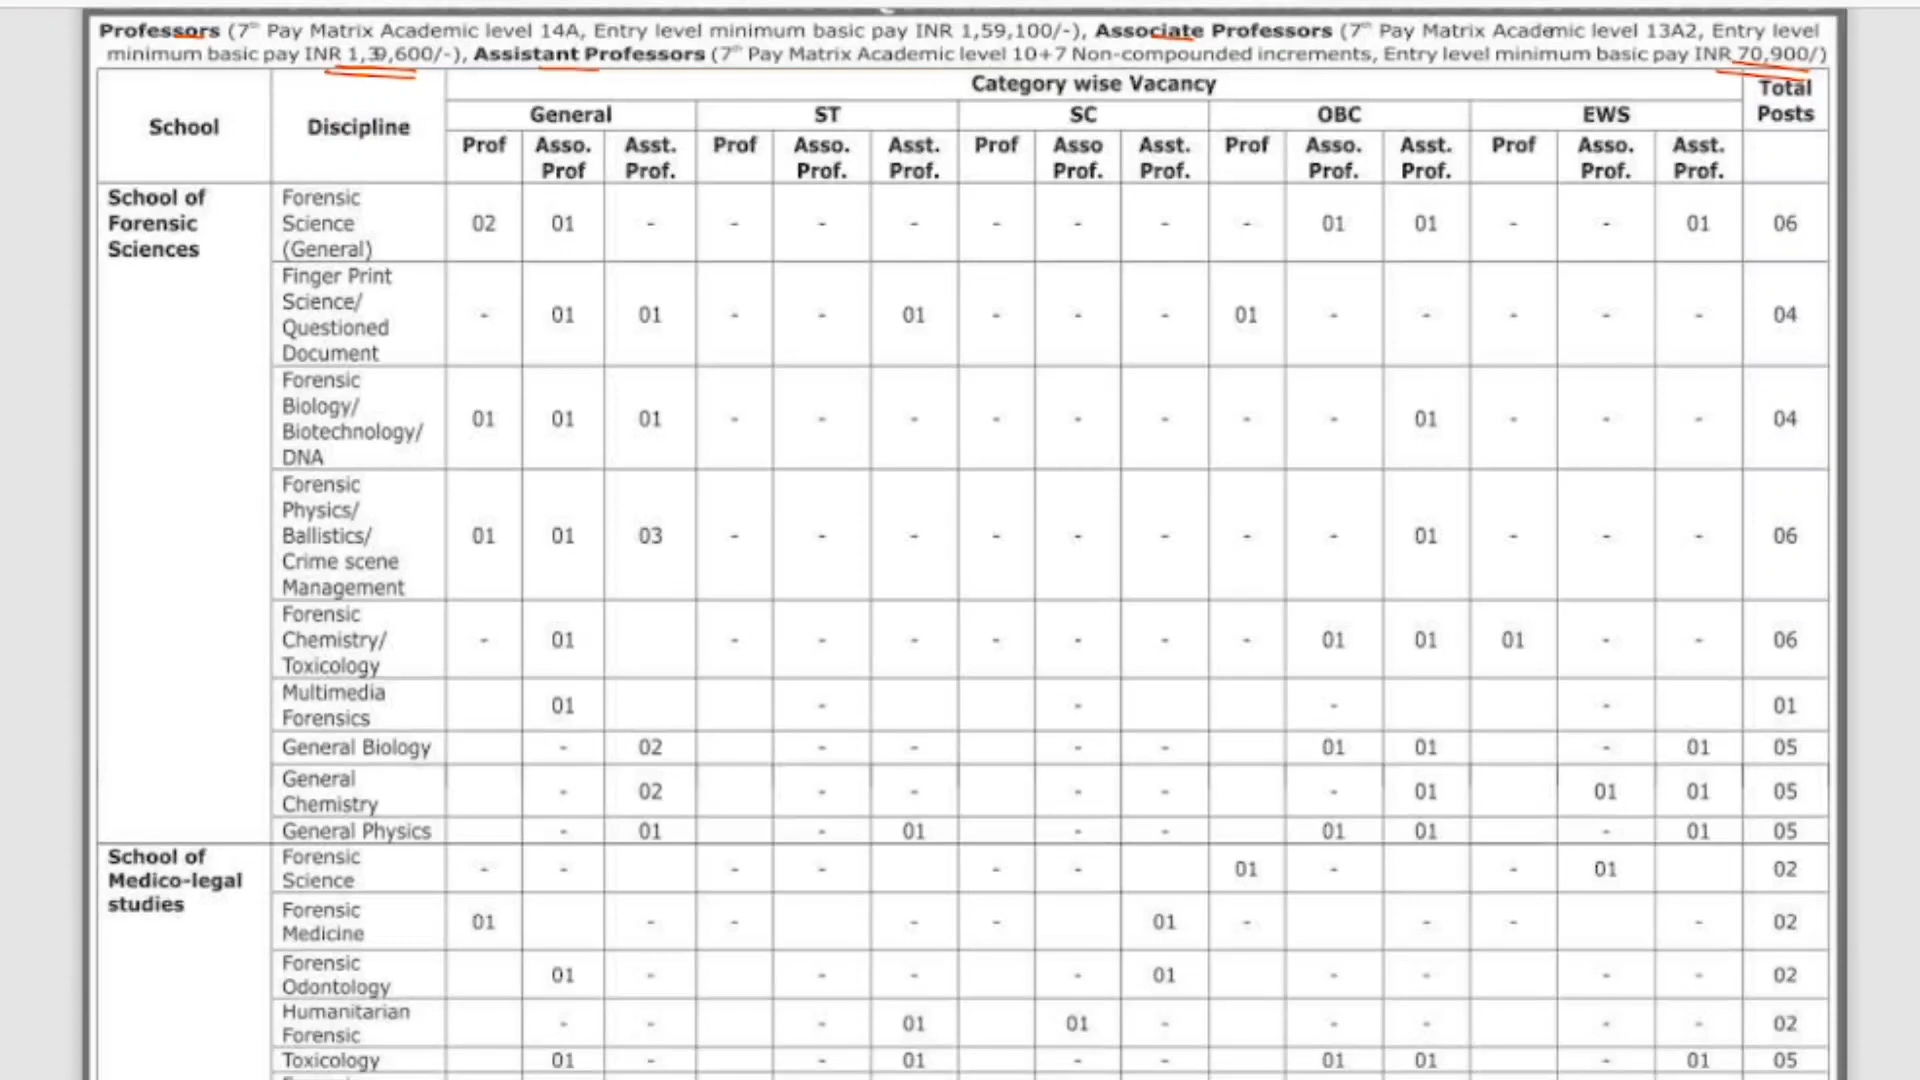 Professors (7th Pay Matrix Academic level 14A, Entry level minimum basic pay INR 1,59,100/-), Associate Professors (7th Pay Matrix Academic level 13A2, Entry level
minimum basic pay INR 1,39,600/-), Assistant Professors (7th Pay Matrix Academic level 10+7 Non-compounded increments, Entry level minimum basic pay INR 70,900/)
School Discipline Category wise Vacancy Total Posts
General ST SC OBC EWS
Prof Asso. Prof Asst. Prof. Prof Asso. Prof. Asst. Prof. Prof Asso Prof. Asst. Prof. Prof Asso. Prof. Asst. Prof. Prof Asso. Prof. Asst. Prof.
School of
Forensic
Sciences
Forensic
Science
(General)
02 01 - - - - - - - - 01 01 - - 01 06
Finger Print
Science/
Questioned
Document
- 01 01 - - 01 - - - 01 - - - - - 04
Forensic
Biology/
Biotechnology/
DNA
01 01 01 - - - - - - - - 01 - - - 04
Forensic
Physics/
Ballistics/
Crime scene
Management
01 01 03 - - - - - - - - 01 - - - 06
Forensic
Chemistry/
Toxicology
- 01 - - - - - - - 01 01 01 - - 06
Multimedia
Forensics
01 - - - - 01
General Biology - 02 - - - - 01 01 - 01 05
General
Chemistry
- 02 - - - - - 01 01 01 05
General Physics - 01 - 01 - - 01 01 - 01 05
School of
Medico-legal
studies
Forensic
Science
- - - - - - 01 - - 01 02
Forensic
Medicine
01 - - - - 01 - - - - 02
Forensic
Odontology
01 - - - - 01 - - - - 02
Humanitarian
Forensic
- - - 01 01 - - - - - 02
Toxicology 01 - - 01 - - 01 01 - 01 05